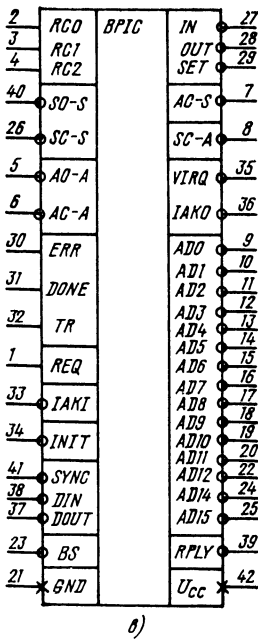 2 RC0
3 RC1
4 RC2
40 SO-S
26 SC-S
5 AO-A
6 AC-A
30 ERR
31 DONE
32 TR
1 REQ
33 IAKI
34 INIT
41 SYNC
38 DIN
37 DOUT
23 BS
21 GND
BPIC
IN 27
OUT 28
SET 29
AC-S 7
SC-A 8
VIRQ 35
IAKO 36
AD0 9
AD1 10
AD2 11
AD3 12
AD4 13
AD5 14
AD6 15
AD7 16
AD8 17
AD9 18
AD10 19
AD11 20
AD12 22
AD14 24
AD15 25
RPLY 39
Ucc 42
в)